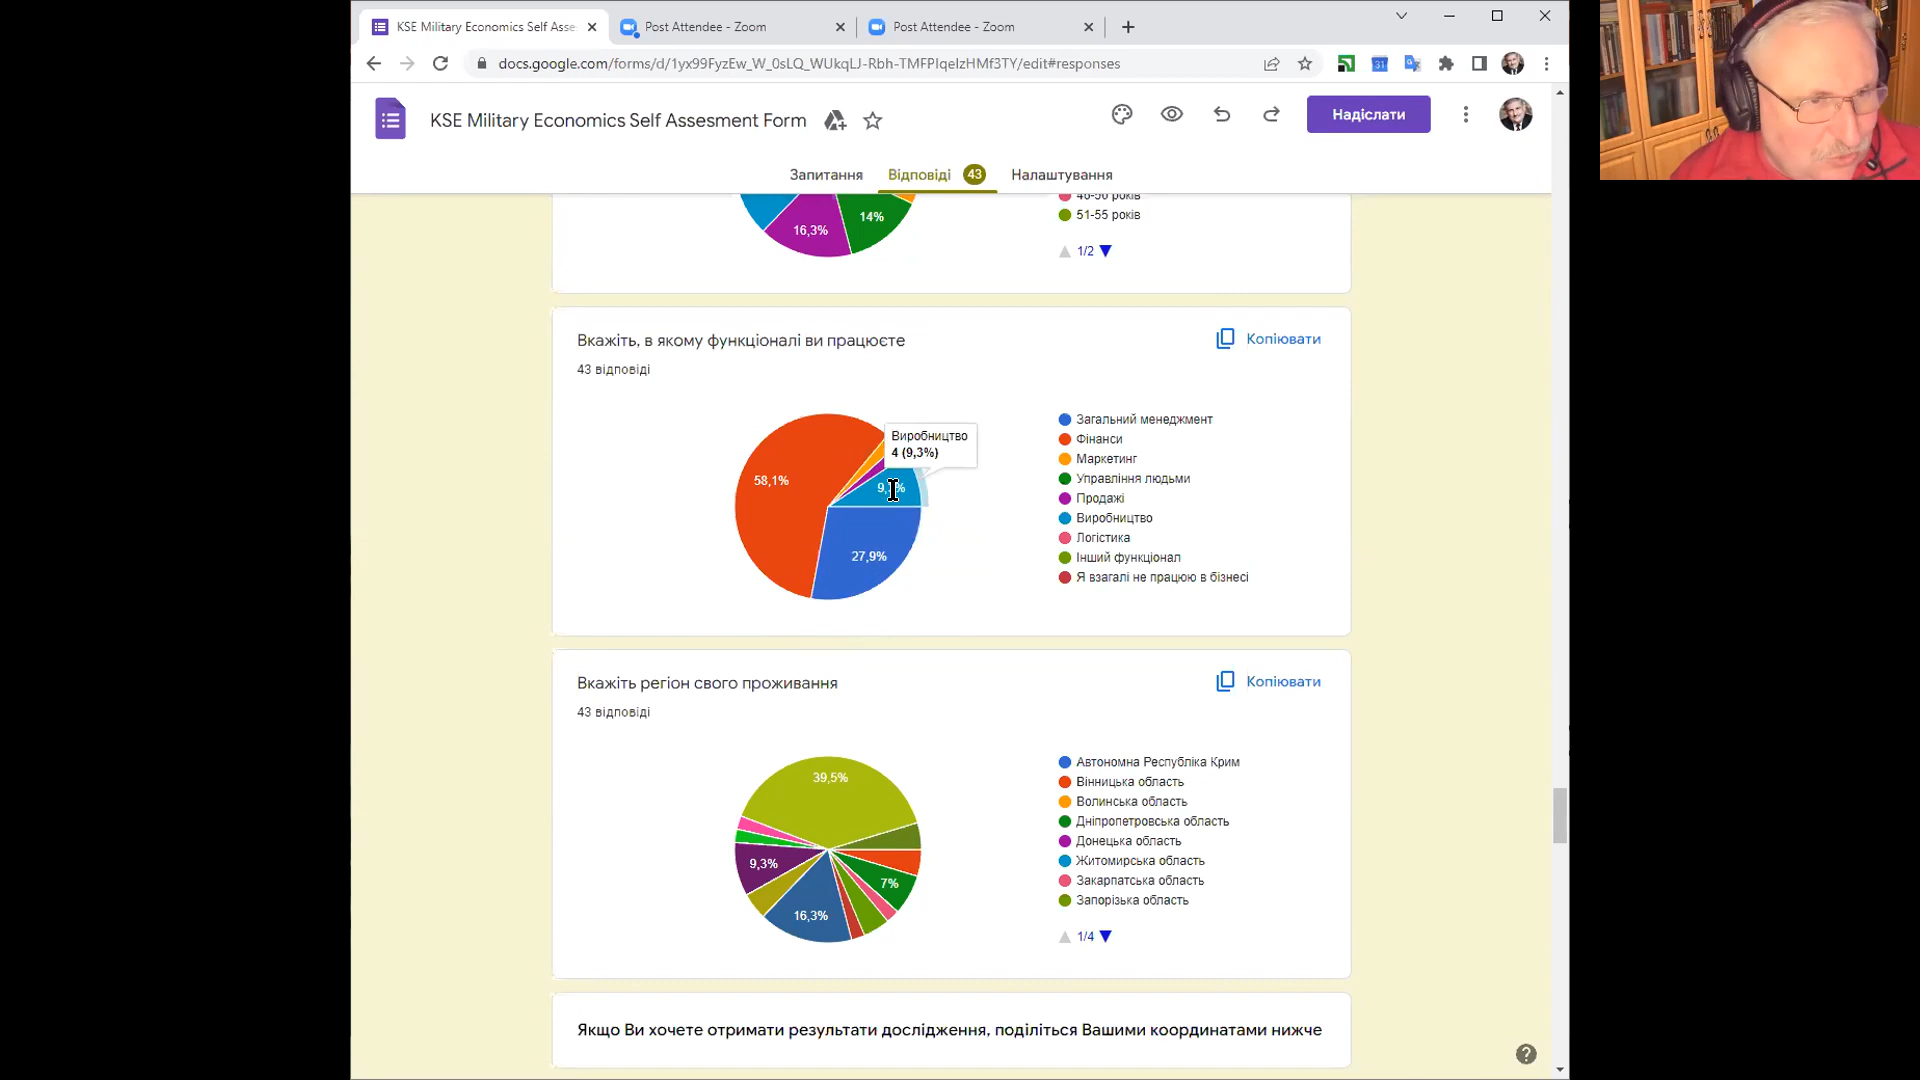 KSE Military Economics Self Asse
Post Attendee - Zoom
Post Attendee - Zoom
docs.google.com/forms/d/1yx99FyzEw_W_0sLQ_WUkqLJ-Rbh-TMFPIqelzHMf3TY/edit#responses
KSE Military Economics Self Assesment Form
Надіслати
Запитання
Відповіді 43
Налаштування
46-50 років
51-55 років
14%
16,3%
1/2
Вкажіть, в якому функціоналі ви працюєте
Копіювати
43 відповіді
Виробництво
4 (9,3%)
58,1%
27,9%
Загальний менеджмент
Фінанси
Маркетинг
Управління людьми
Продажі
Виробництво
Логістика
Інший функціонал
Я взагалі не працюю в бізнесі
Вкажіть регіон свого проживання
Копіювати
43 відповіді
39,5%
9,3%
7%
16,3%
Автономна Республіка Крим
Вінницька область
Волинська область
Дніпропетровська область
Донецька область
Житомирська область
Закарпатська область
Запорізька область
1/4
Якщо Ви хочете отримати результати дослідження, поділіться Вашими координатами нижче